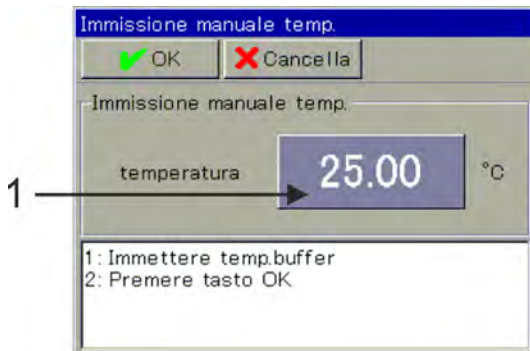 Immissione manuale temp.
OK Cancella
Immissione manuale temp.
1 temperatura 25.00 °C
1: Immettere temp.buffer
2: Premere tasto OK